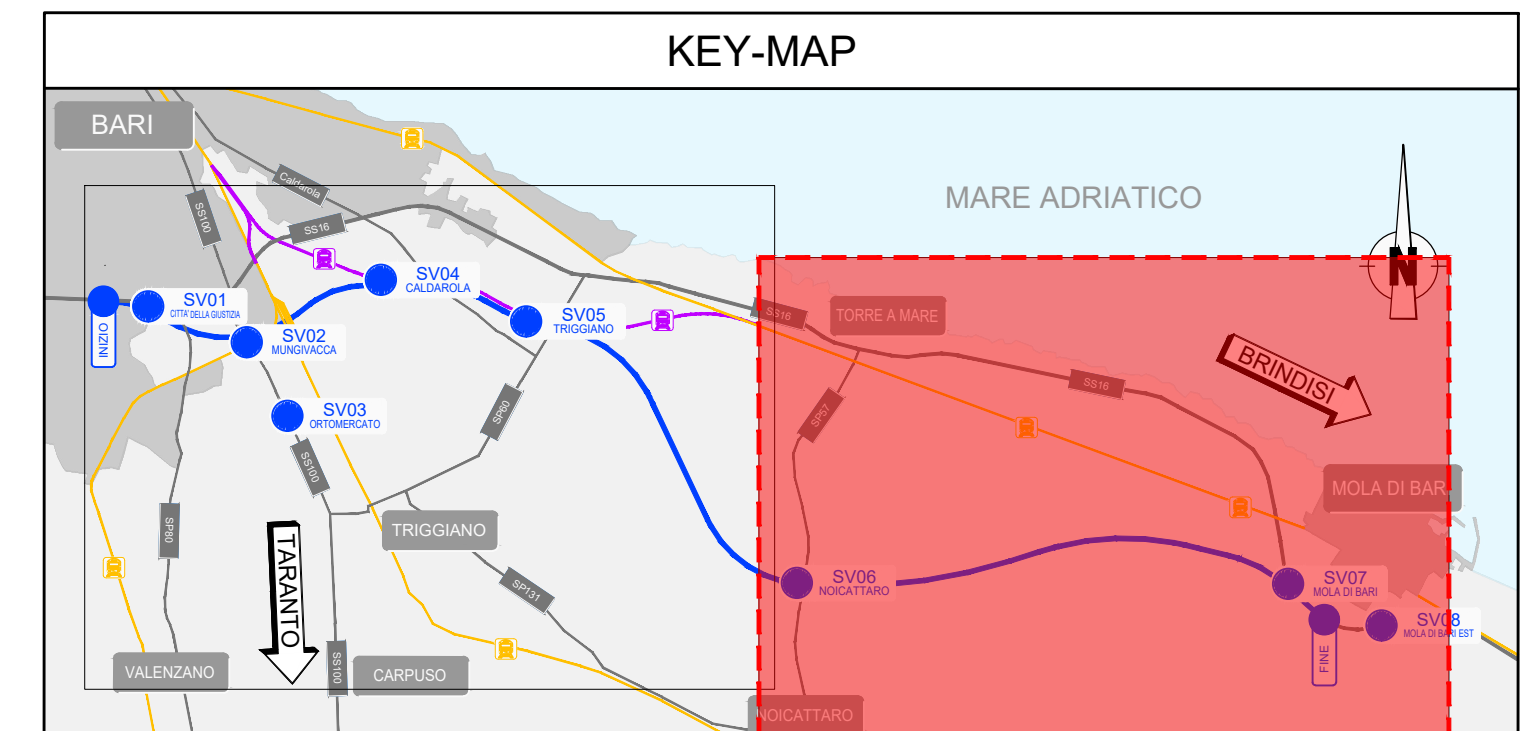 KEY-MAP
BARI
MARE ADRIATICO
Caldarola
SS100
SS16
N
SV04
CALDAROLA
SV01
CITTA' DELLA GIUSTIZIA
INIZIO
SV02
MUNGIVACCA
SV05
TRIGGIANO
SS16
TORRE A MARE
BRINDISI
SS16
SV03
ORTOMERCATO
SP60
SP57
SS100
MOLA DI BARI
SP80
TRIGGIANO
TARANTO
SP131
SV06
NOICATTARO
SV07
MOLA DI BARI
SV08
MOLA DI BARI EST
FINE
VALENZANO
SS100
CARPUSO
NOICATTARO